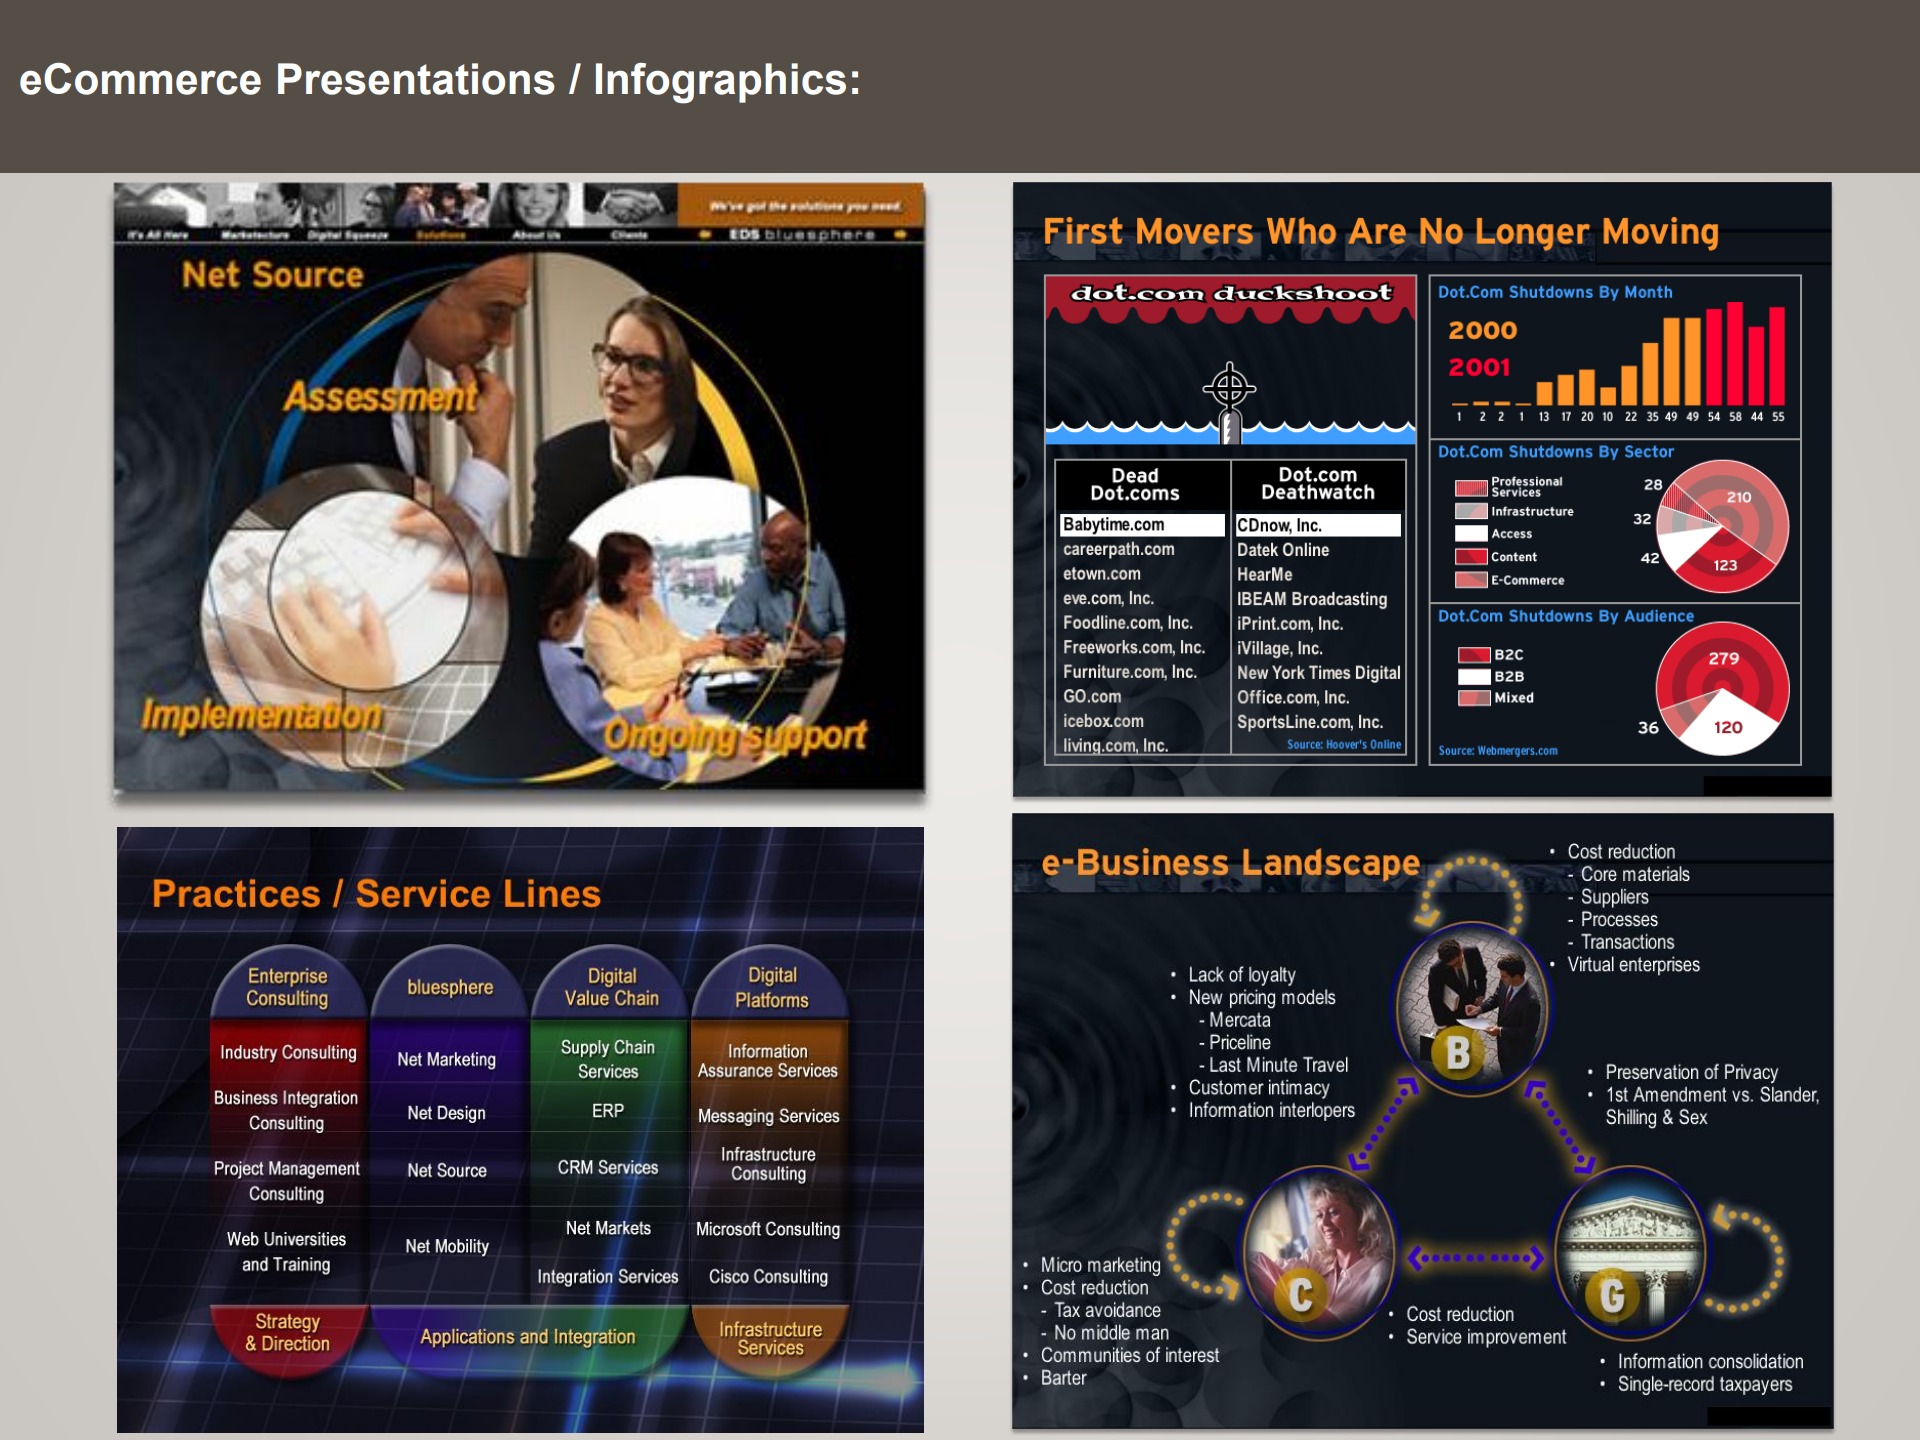 eCommerce Presentations / Infographics:
We've got the solutions you need.
It's All Here Marketecture Digital Squeeze Solutions About Us Clients EDS bluesphere
Net Source
Assessment
Implementation
Ongoing support
First Movers Who Are No Longer Moving
dot.com duckshoot
Dead
Dot.coms
Babytime.com
careerpath.com
etown.com
eve.com, Inc.
Foodline.com, Inc.
Freeworks.com, Inc.
Furniture.com, Inc.
GO.com
icebox.com
living.com, Inc.
Dot.com
Deathwatch
CDnow, Inc.
Datek Online
HearMe
IBEAM Broadcasting
iPrint.com, Inc.
iVillage, Inc.
New York Times Digital
Office.com, Inc.
SportsLine.com, Inc.
Source: Hoover's Online
Dot.Com Shutdowns By Month
2000
2001
1 2 2 1 13 17 20 10 22 35 49 49 54 58 44 55
Dot.Com Shutdowns By Sector
Professional
Services
Infrastructure
Access
Content
E-Commerce
28
210
32
42
123
Dot.Com Shutdowns By Audience
B2C
B2B
Mixed
279
36
120
Source: Webmergers.com
Practices / Service Lines
Enterprise
Consulting
Industry Consulting
Business Integration
Consulting
Project Management
Consulting
Web Universities
and Training
Strategy
& Direction
bluesphere
Net Marketing
Net Design
Net Source
Net Mobility
Digital
Value Chain
Supply Chain
Services
ERP
CRM Services
Net Markets
Integration Services
Applications and Integration
Digital
Platforms
Information
Assurance Services
Messaging Services
Infrastructure
Consulting
Microsoft Consulting
Cisco Consulting
Infrastructure
Services
e-Business Landscape
• Cost reduction
- Core materials
- Suppliers
- Processes
- Transactions
• Virtual enterprises
• Lack of loyalty
• New pricing models
- Mercata
- Priceline
- Last Minute Travel
• Customer intimacy
• Information interlopers
B
• Preservation of Privacy
• 1st Amendment vs. Slander,
Shilling & Sex
• Micro marketing
• Cost reduction
- Tax avoidance
- No middle man
• Communities of interest
• Barter
C
G
• Cost reduction
• Service improvement
• Information consolidation
• Single-record taxpayers